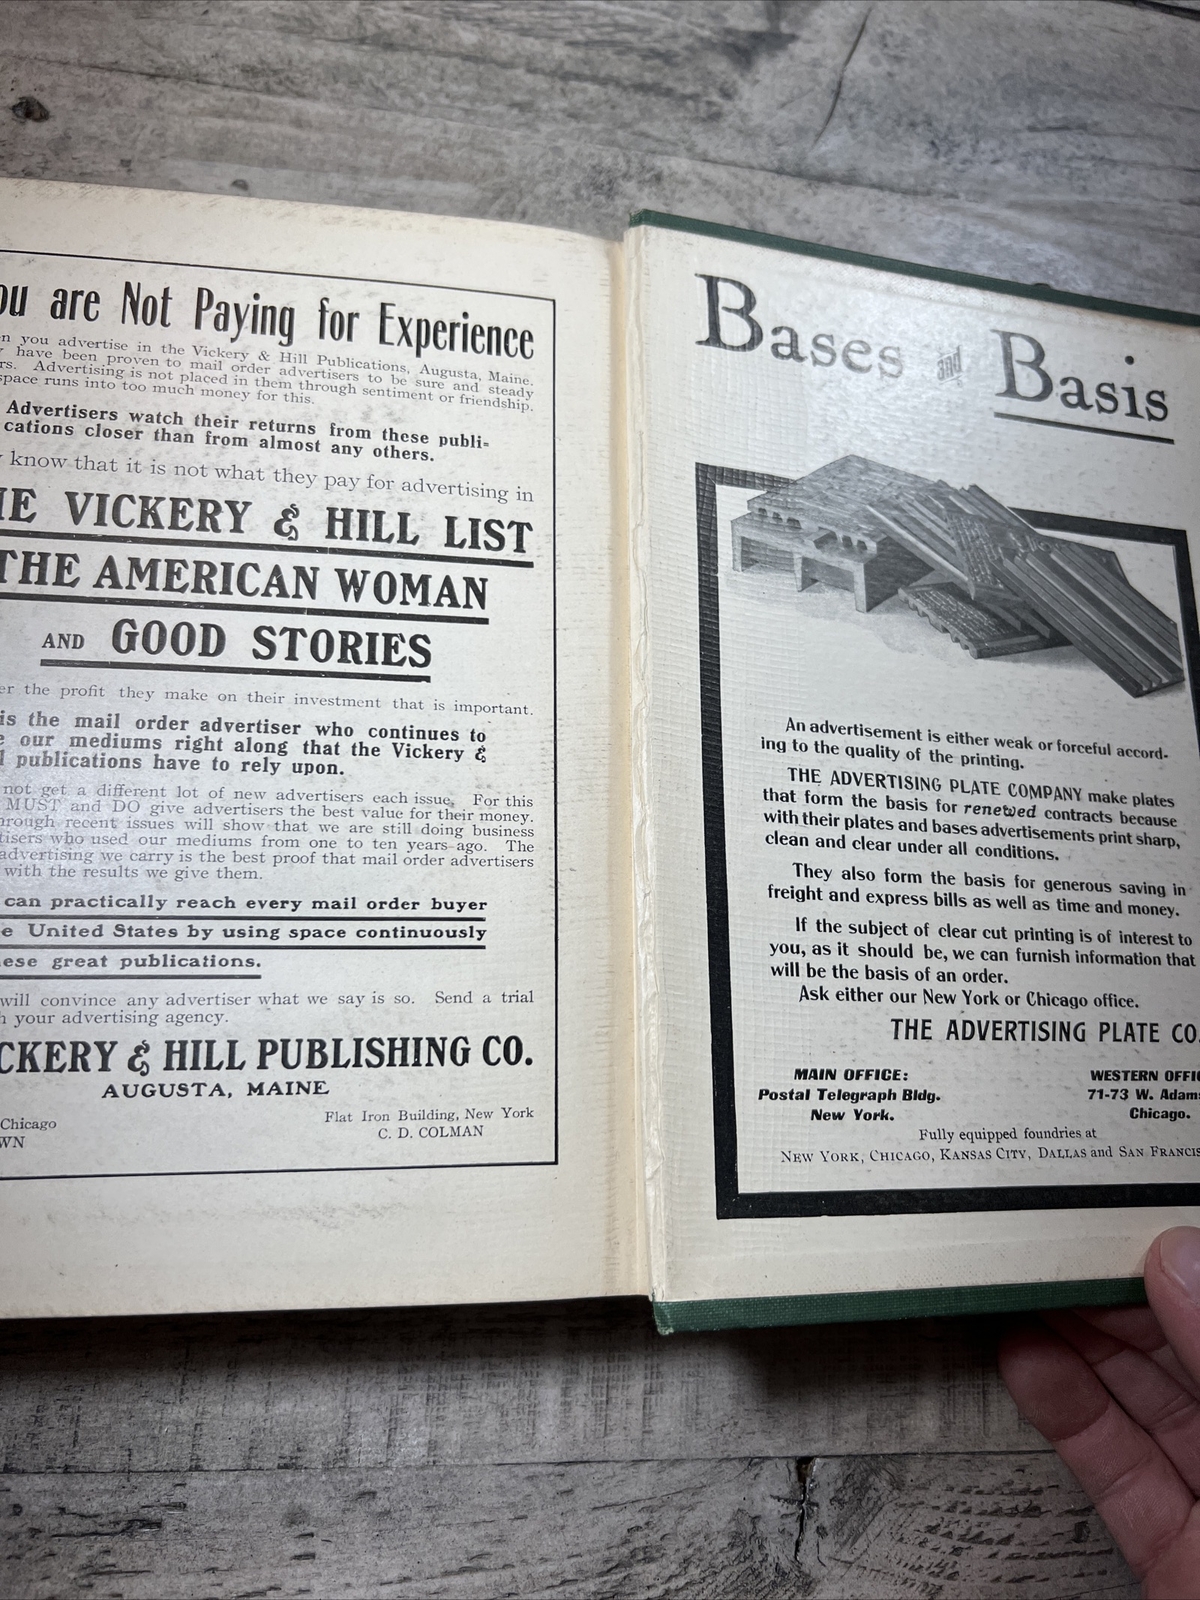 ou are Not Paying for Experience
n you advertise in the Vickery & Hill Publications, Augusta, Maine.
have been proven to mail order advertisers to be sure and steady
rs. Advertising is not placed in them through sentiment or friendship.
space runs into too much money for this.
Advertisers watch their returns from these publi-
cations closer than from almost any others.
know that it is not what they pay for advertising in
HE VICKERY & HILL LIST
THE AMERICAN WOMAN
AND GOOD STORIES
er the profit they make on their investment that is important.
is the mail order advertiser who continues to
e our mediums right along that the Vickery &
l publications have to rely upon.
not get a different lot of new advertisers each issue. For this
MUST and DO give advertisers the best value for their money.
hrough recent issues will show that we are still doing business
tisers who used our mediums from one to ten years ago. The
advertising we carry is the best proof that mail order advertisers
with the results we give them.
can practically reach every mail order buyer
e United States by using space continuously
ese great publications.
will convince any advertiser what we say is so. Send a trial
h your advertising agency.
CKERY & HILL PUBLISHING CO.
AUGUSTA, MAINE
Chicago
WN
Flat Iron Building, New York
C. D. COLMAN
Bases and Basis
An advertisement is either weak or forceful accord-
ing to the quality of the printing.
THE ADVERTISING PLATE COMPANY make plates
that form the basis for renewed contracts because
with their plates and bases advertisements print sharp,
clean and clear under all conditions.
They also form the basis for generous saving in
freight and express bills as well as time and money.
If the subject of clear cut printing is of interest to
you, as it should be, we can furnish information that
will be the basis of an order.
Ask either our New York or Chicago office.
THE ADVERTISING PLATE CO.
MAIN OFFICE:
Postal Telegraph Bldg.
New York.
WESTERN OFFIC
71-73 W. Adam
Chicago.
Fully equipped foundries at
NEW YORK, CHICAGO, KANSAS CITY, DALLAS and SAN FRANCIS